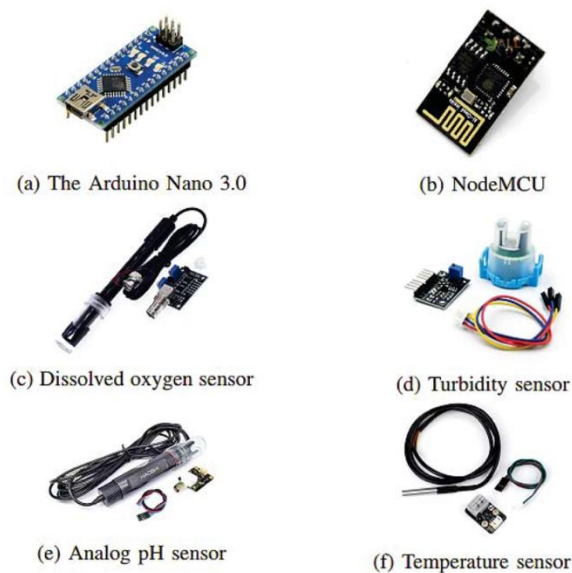 (a) The Arduino Nano 3.0
(b) NodeMCU
(c) Dissolved oxygen sensor
(d) Turbidity sensor
(e) Analog pH sensor
(f) Temperature sensor